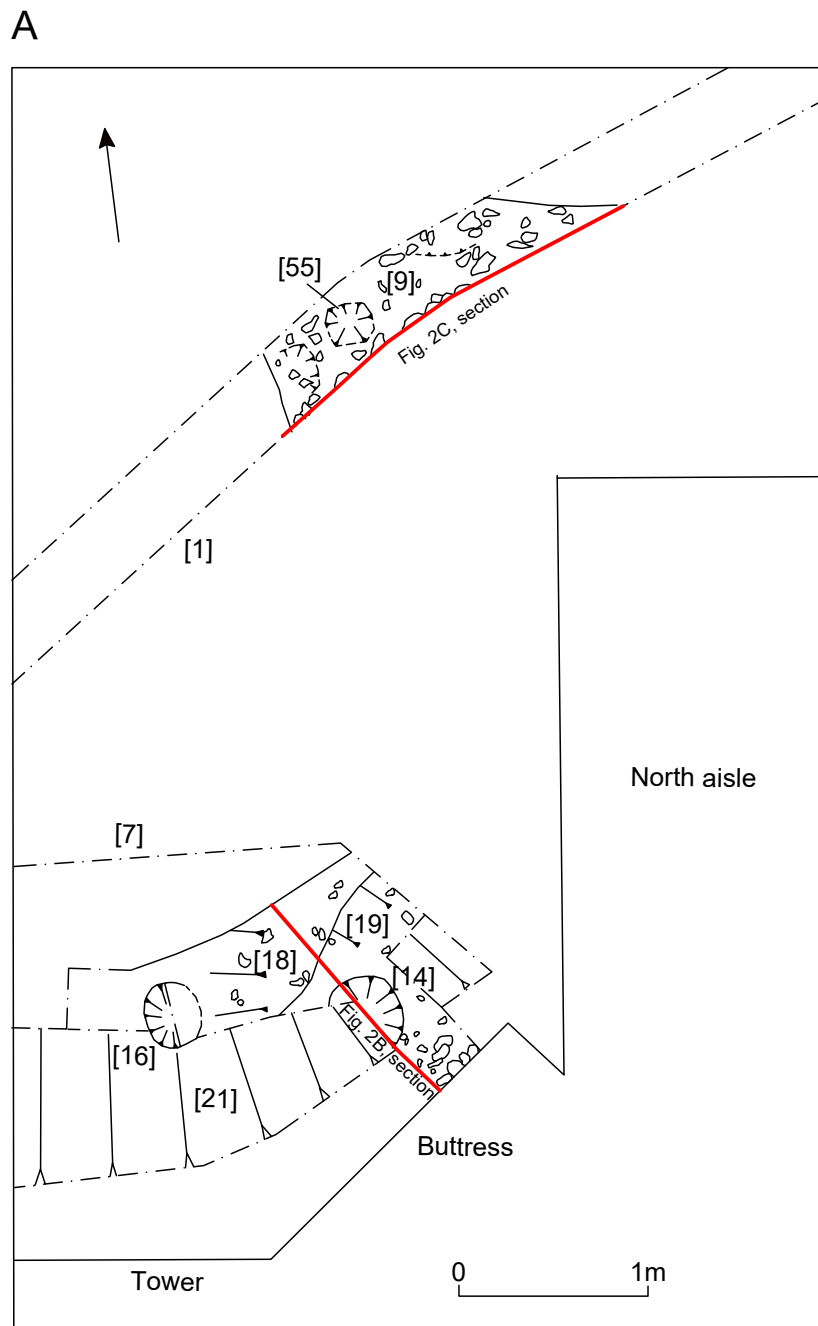 A
[55]
[9]
Fig. 2C, section
[1]
North aisle
[7]
[19]
[18]
[14]
Fig. 2B, section
[16]
[21]
Buttress
Tower
0 1m